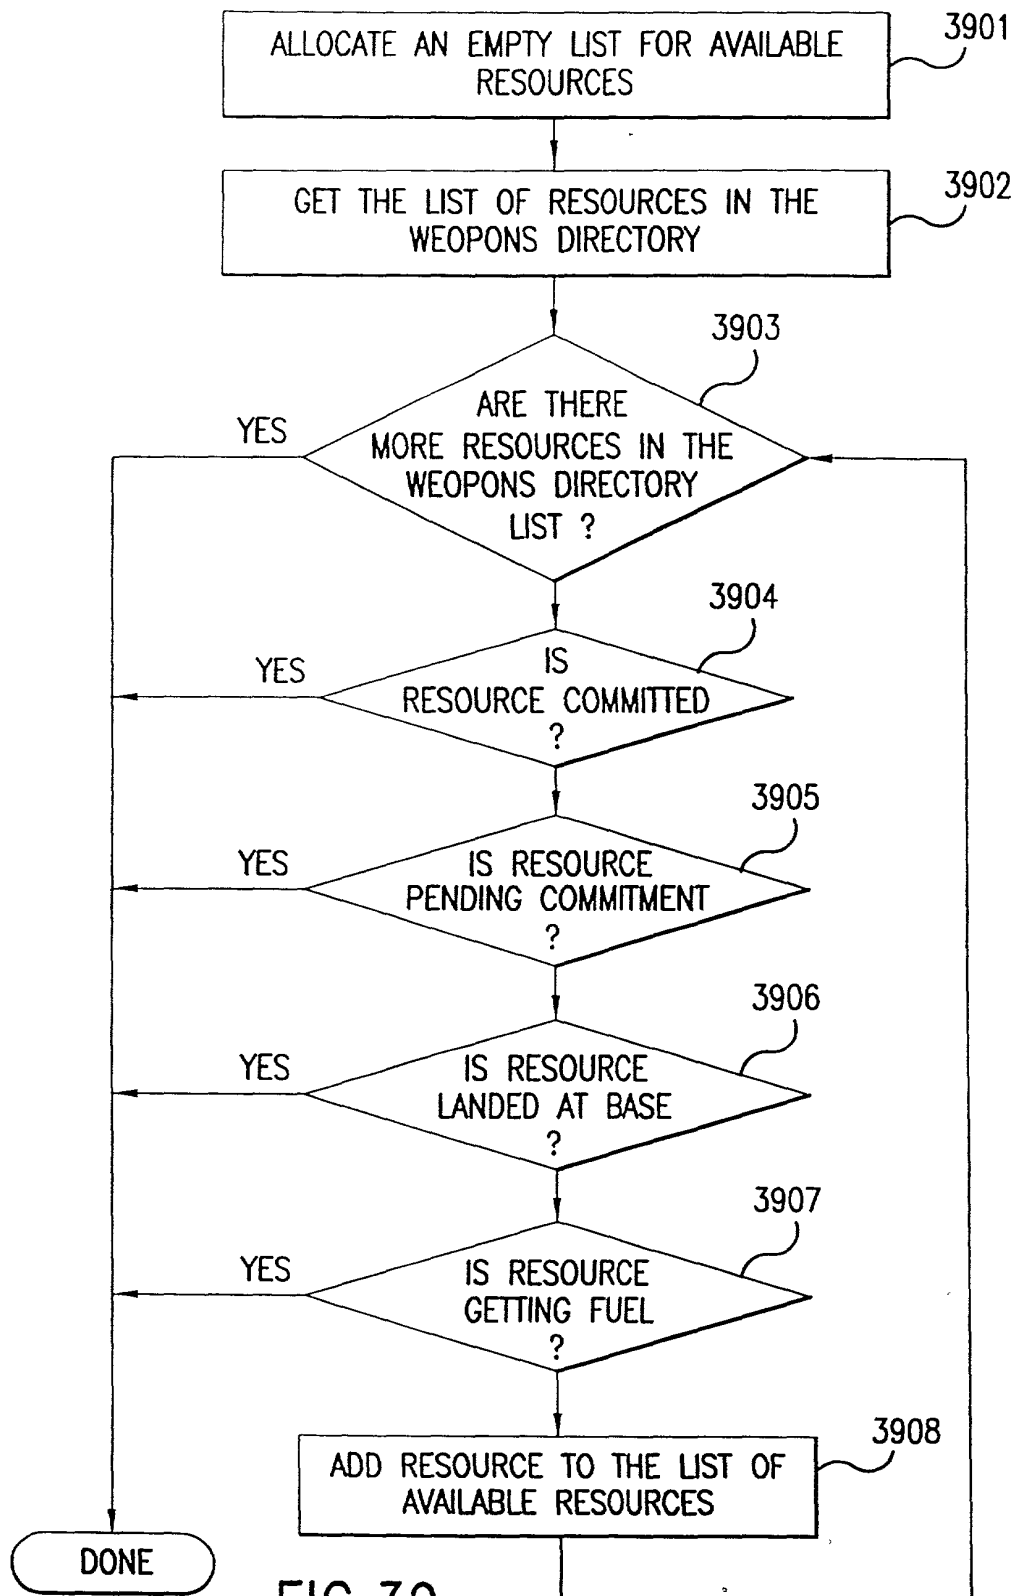 ALLOCATE AN EMPTY LIST FOR AVAILABLE
RESOURCES
3901
GET THE LIST OF RESOURCES IN THE
WEOPONS DIRECTORY
3902
3903
ARE THERE
MORE RESOURCES IN THE
WEOPONS DIRECTORY
LIST ?
YES
3904
IS
RESOURCE COMMITTED
?
YES
3905
IS RESOURCE
PENDING COMMITMENT
?
YES
3906
IS RESOURCE
LANDED AT BASE
?
YES
3907
IS RESOURCE
GETTING FUEL
?
YES
3908
ADD RESOURCE TO THE LIST OF
AVAILABLE RESOURCES
DONE